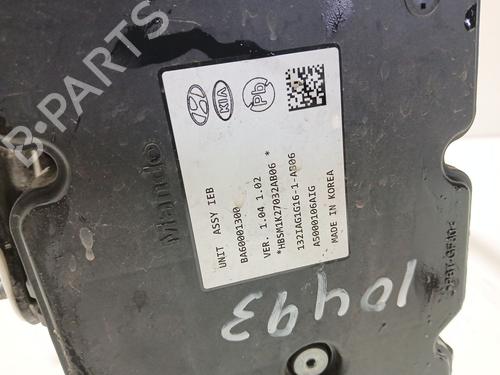 B-PARTS
Mando
KIA
Pb
UNIT ASSY IEB
BA60001300
VER. 1.04 1.02
*HBSM1K27032AB06 *
132IAG1G16-1-AB06
A5000106AIG
MADE IN KOREA
10493